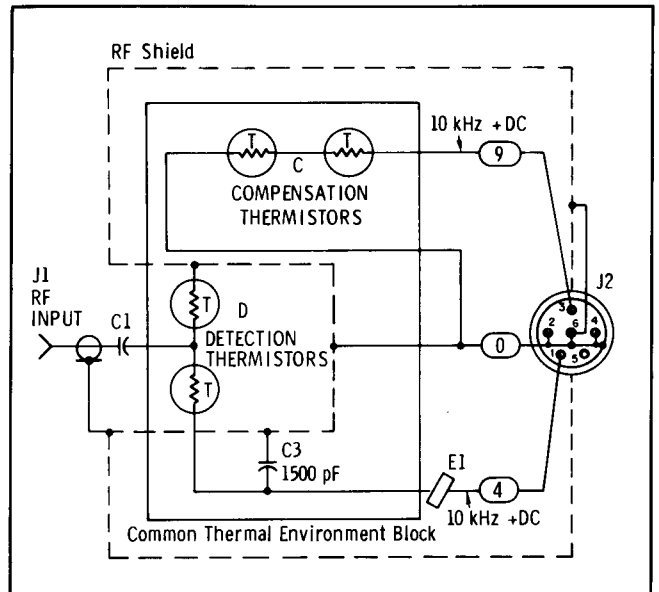 RF Shield
10 kHz +DC
T
T
9
C
COMPENSATION
THERMISTORS
J1
RF
INPUT
C1
T
D
DETECTION
THERMISTORS
T
0
J2
3
2
6
4
1
5
C3
1500 pF
E1
4
10 kHz +DC
Common Thermal Environment Block